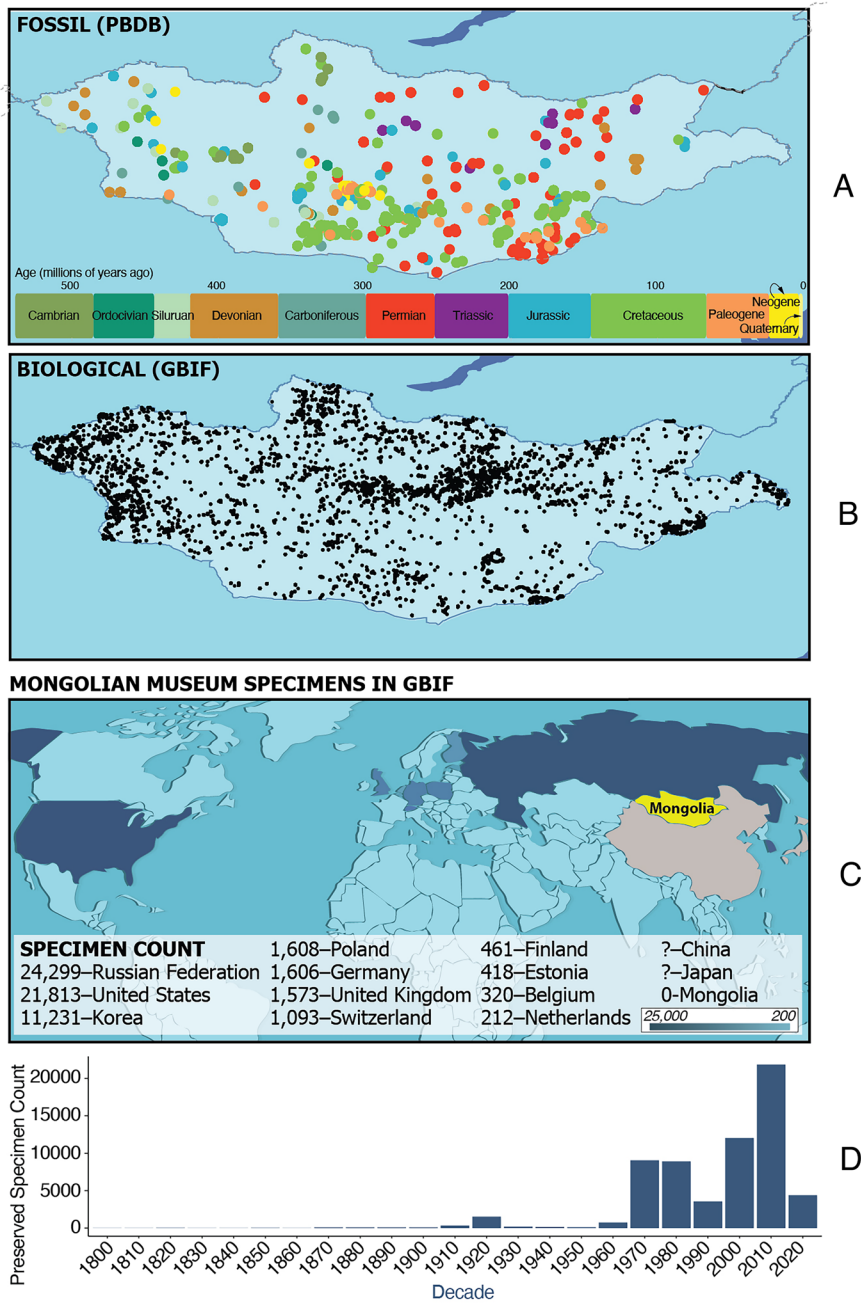 FOSSIL (PBDB)
A
Age (millions of years ago)
500 400 300 200 100 0
Cambrian Ordocivian Siluruan Devonian Carboniferous Permian Triassic Jurassic Cretaceous Paleogene Neogene Quaternary
BIOLOGICAL (GBIF)
B
MONGOLIAN MUSEUM SPECIMENS IN GBIF
Mongolia
C
SPECIMEN COUNT 1,608–Poland 461–Finland ?–China
24,299–Russian Federation 1,606–Germany 418–Estonia ?–Japan
21,813–United States 1,573–United Kingdom 320–Belgium 0-Mongolia
11,231–Korea 1,093–Switzerland 212–Netherlands 25,000 200
Preserved Specimen Count
20000
15000
10000
5000
0
D
1800 1810 1820 1830 1840 1850 1860 1870 1880 1890 1900 1910 1920 1930 1940 1950 1960 1970 1980 1990 2000 2010 2020
Decade